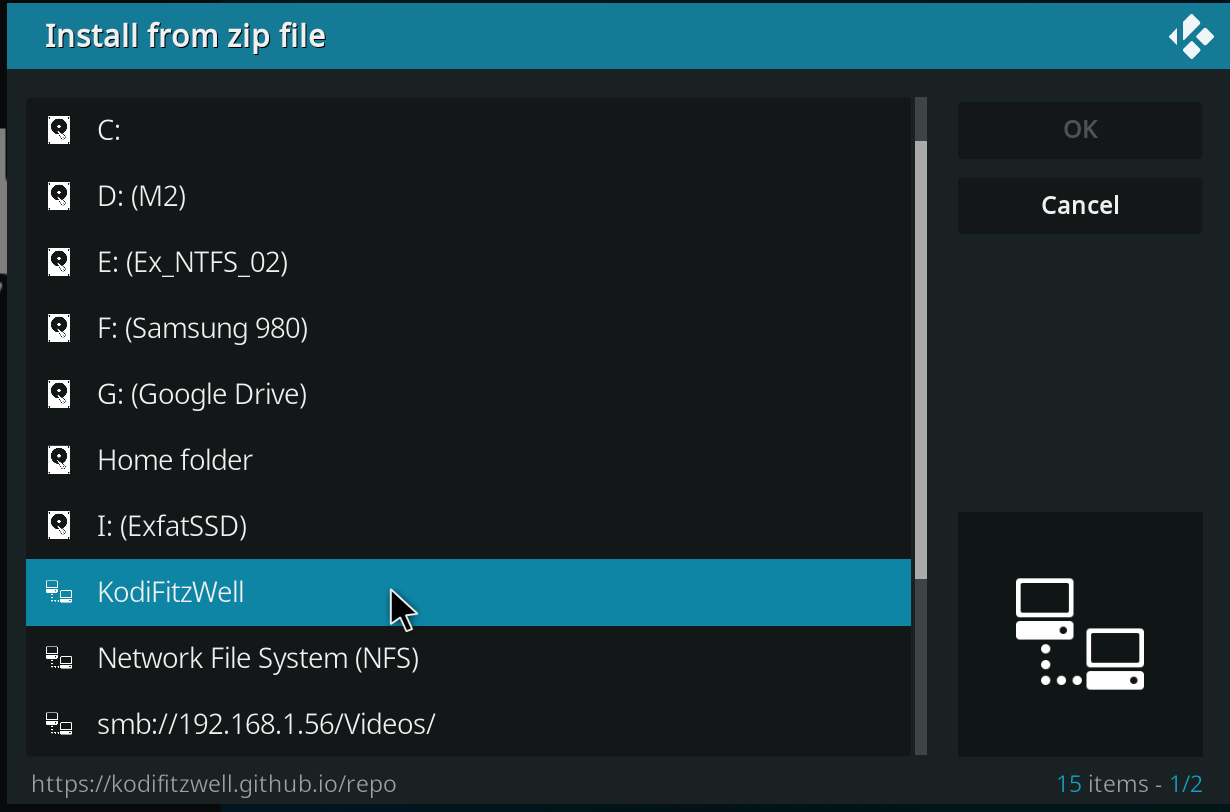 Install from zip file
C:
D: (M2)
E: (Ex_NTFS_02)
F: (Samsung 980)
G: (Google Drive)
Home folder
I: (ExfatSSD)
KodiFitzWell
Network File System (NFS)
smb://192.168.1.56/Videos/
OK
Cancel
https://kodifitzwell.github.io/repo
15 items - 1/2